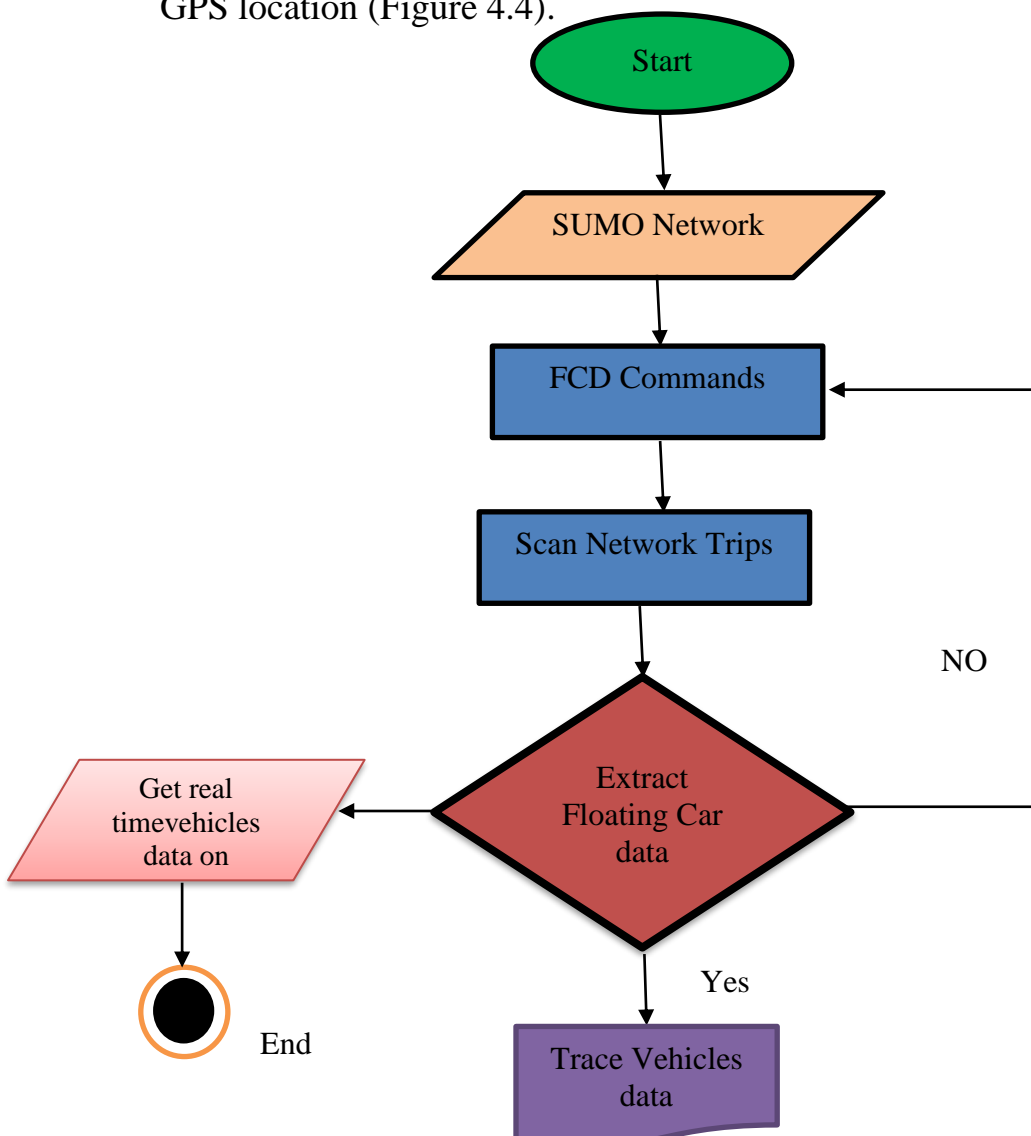 GPS location (Figure 4.4).
Start
SUMO Network
FCD Commands
Scan Network Trips
NO
Extract
Floating Car
data
Get real
timevehicles
data on
Yes
End
Trace Vehicles
data